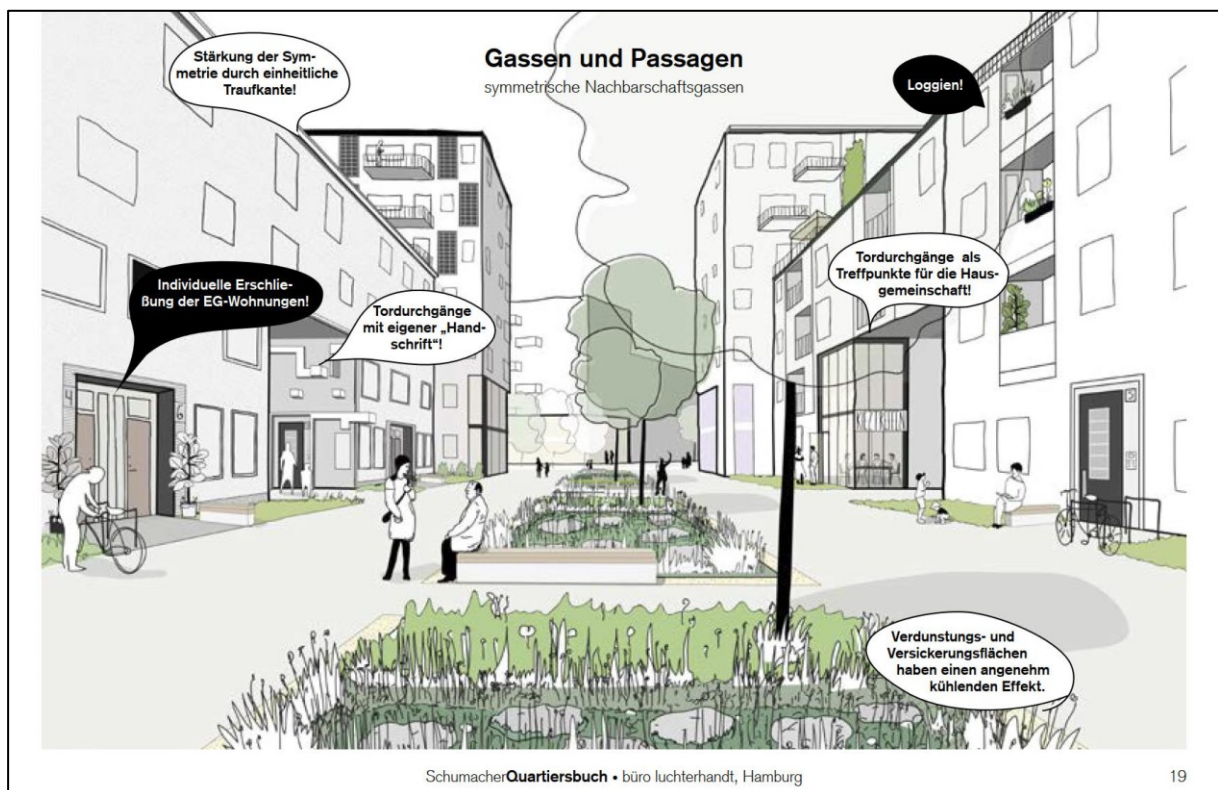 Gassen und Passagen
symmetrische Nachbarschaftsgassen
Stärkung der Sym-
metrie durch einheitliche
Traufkante!
Loggien!
Individuelle Erschlie-
ßung der EG-Wohnungen!
Tordurchgänge
mit eigener „Hand-
schrift“!
Tordurchgänge als
Treffpunkte für die Haus-
gemeinschaft!
4
6
Verdunstungs- und
Versickerungsflächen
haben einen angenehm
kühlenden Effekt.
SchumacherQuartiersbuch • büro luchterhandt, Hamburg
19